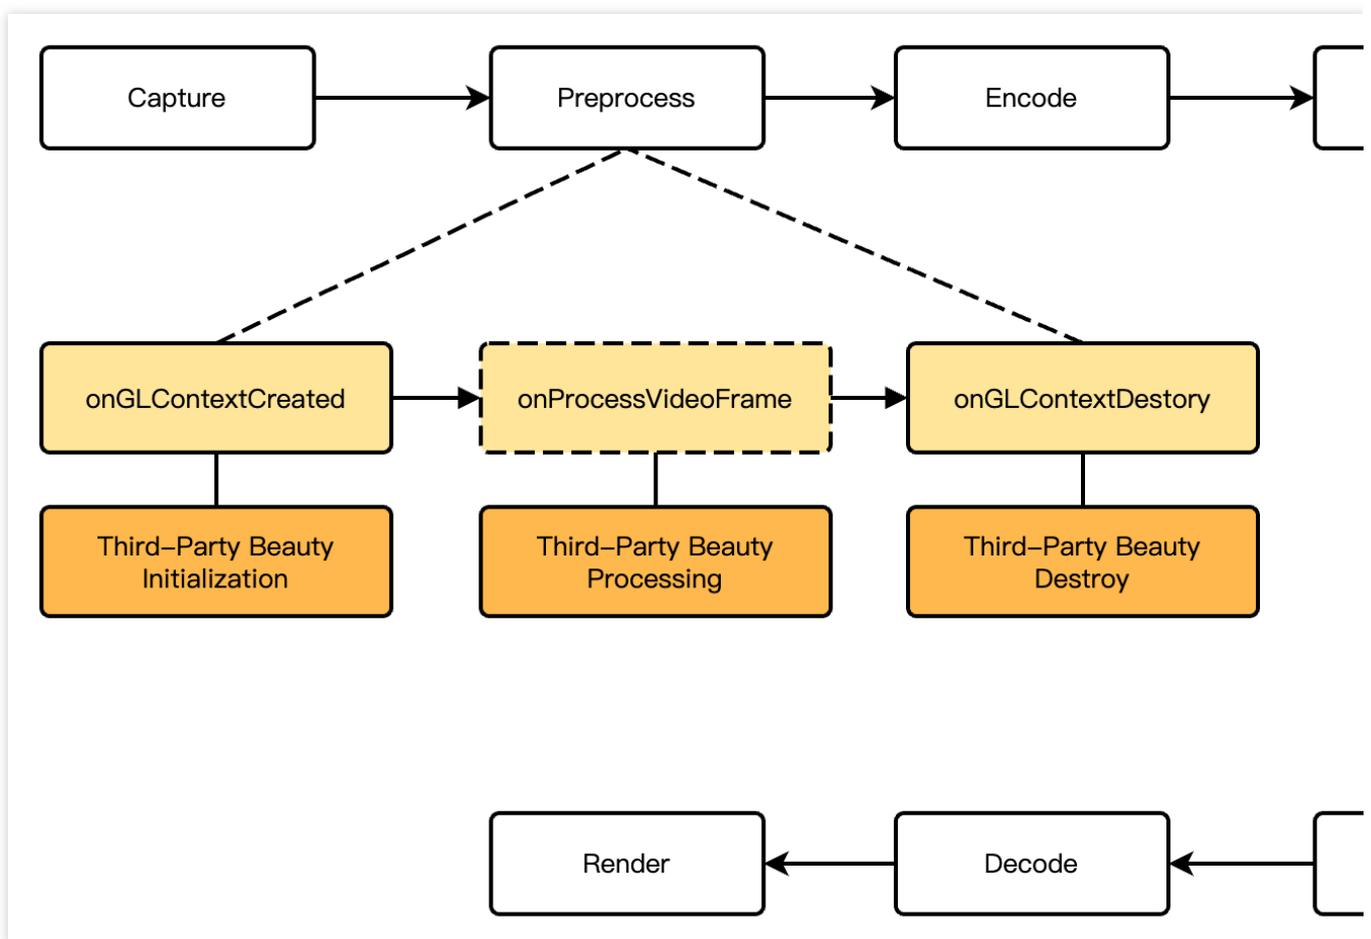 Capture
Preprocess
Encode
onGLContextCreated
onProcessVideoFrame
onGLContextDestory
Third–Party Beauty
Initialization
Third–Party Beauty
Processing
Third–Party Beauty
Destroy
Render
Decode